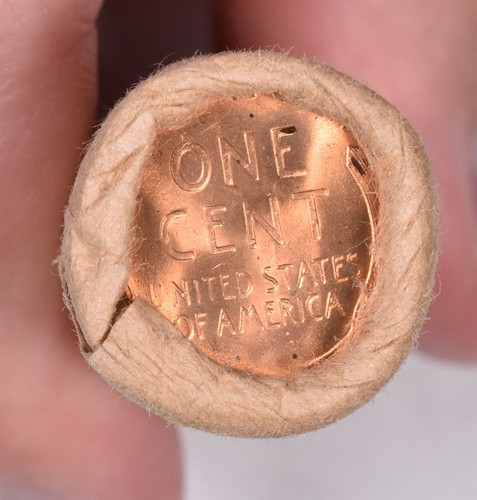 ONE
CENT
UNITED STATES
OF AMERICA